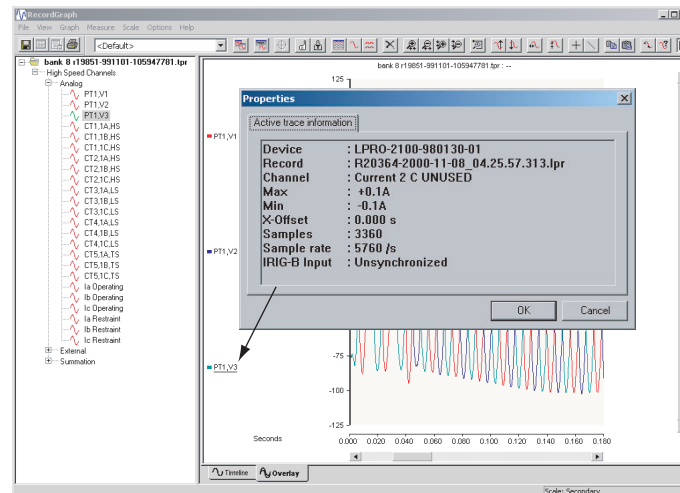 RecordGraph
File View Graph Measure Scale Options Help
<Default>
bank 8 r19851-991101-105947781.tpr
High Speed Channels
Analog
PT1,V1
PT1,V2
PT1,V3
CT1,1A,HS
CT1,1B,HS
CT1,1C,HS
CT2,1A,HS
CT2,1B,HS
CT2,1C,HS
CT3,1A,LS
CT3,1B,LS
CT3,1C,LS
CT4,1A,LS
CT4,1B,LS
CT4,1C,LS
CT5,1A,TS
CT5,1B,TS
CT5,1C,TS
Ia Operating
Ib Operating
Ic Operating
Ia Restraint
Ib Restraint
Ic Restraint
External
Summation
bank 8 r19851-991101-105947781.tpr : --
125
PT1,V1
PT1,V2
PT1,V3
Properties
Active trace information
Device : LPRO-2100-980130-01
Record : R20364-2000-11-08_04.25.57.313.lpr
Channel : Current 2 C UNUSED
Max : +0.1A
Min : -0.1A
X-Offset : 0.000 s
Samples : 3360
Sample rate : 5760 /s
IRIG-B Input : Unsynchronized
OK Cancel
-75
-100
-125
Seconds
0.000 0.020 0.040 0.060 0.080 0.100 0.120 0.140 0.160 0.180
Timeline Overlay
Scale: Secondary